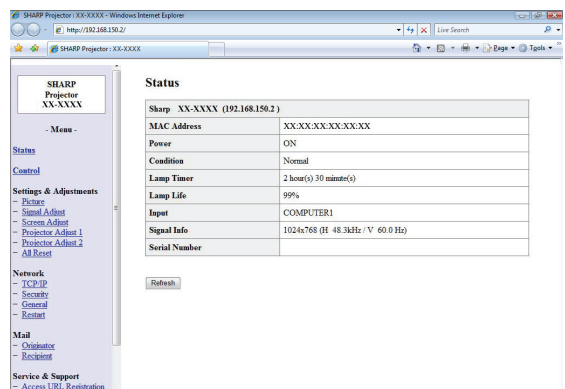 SHARP Projector : XX-XXXX - Windows Internet Explorer
http://192.168.150.2/
Live Search
SHARP Projector : XX-XXXX
Page
Tools
SHARP
Projector
XX-XXXX
- Menu -
Status
Control
Settings & Adjustments
– Picture
– Signal Adjust
– Screen Adjust
– Projector Adjust 1
– Projector Adjust 2
– All Reset
Network
– TCP/IP
– Security
– General
– Restart
Mail
– Originator
– Recipient
Service & Support
– Access URL Registration
Status
Sharp XX-XXXX (192.168.150.2 )
MAC Address XX:XX:XX:XX:XX:XX
Power ON
Condition Normal
Lamp Timer 2 hour(s) 30 minute(s)
Lamp Life 99%
Input COMPUTER1
Signal Info 1024x768 (H 48.3kHz / V 60.0 Hz)
Serial Number
Refresh